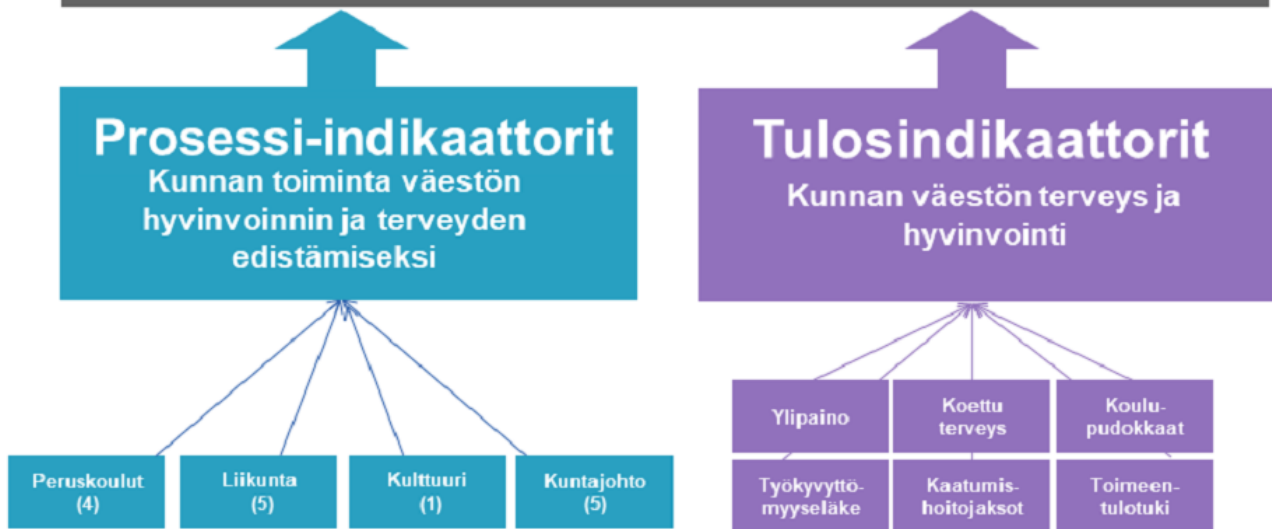 Prosessi-indikaattorit
Kunnan toiminta väestön
hyvinvoinnin ja terveyden
edistämiseksi
Tulosindikaattorit
Kunnan väestön terveys ja
hyvinvointi
Peruskoulut
(4)
Liikunta
(5)
Kulttuuri
(1)
Kuntajohto
(5)
Ylipaino
Koettu
terveys
Koulu-
pudokkaat
Työkyvyttö-
myyseläke
Kaatumis-
hoitojaksot
Toimeen-
tulotuki